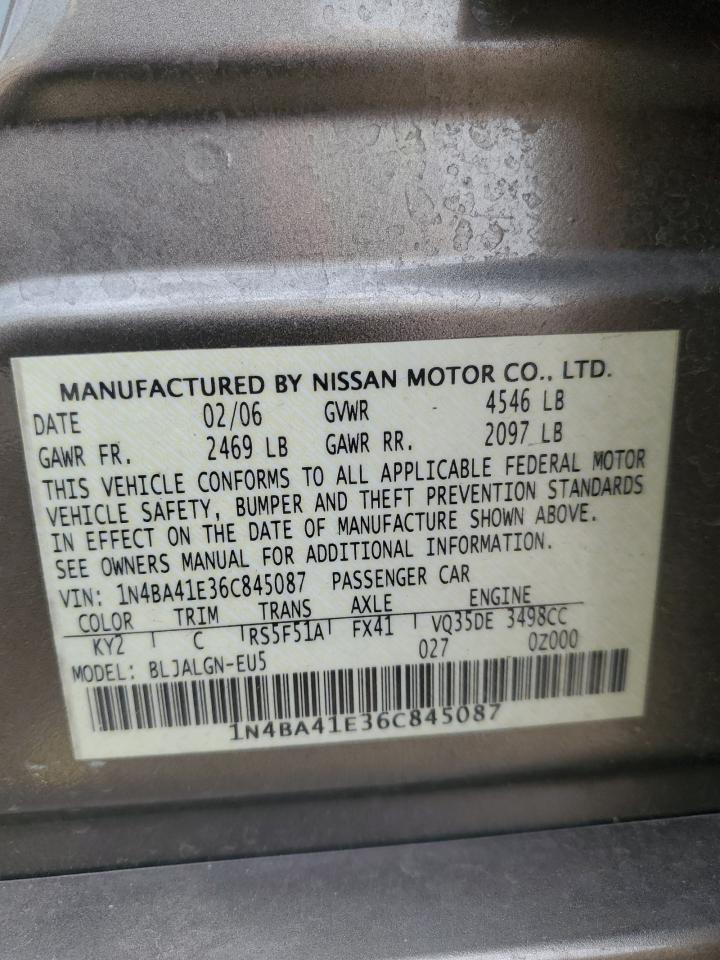 MANUFACTURED BY NISSAN MOTOR CO., LTD.
DATE 02/06 GVWR - 4546 LB
GAWR FR. 2469 LB GAWR RR. 2097 LB
THIS VEHICLE CONFORMS TO ALL APPLICABLE FEDERAL MOTOR
VEHICLE SAFETY, BUMPER AND THEFT PREVENTION STANDARDS
IN EFFECT ON THE DATE OF MANUFACTURE SHOWN ABOVE.
SEE OWNERS MANUAL FOR ADDITIONAL INFORMATION.
VIN: 1N4BA41E36C845087 PASSENGER CAR
COLOR TRIM TRANS AXLE ENGINE
KY2 C RS5F51A FX41 VQ35DE 3498CC
MODEL: BLJALGN-EU5 027 0Z000
1N4BA41E36C845087